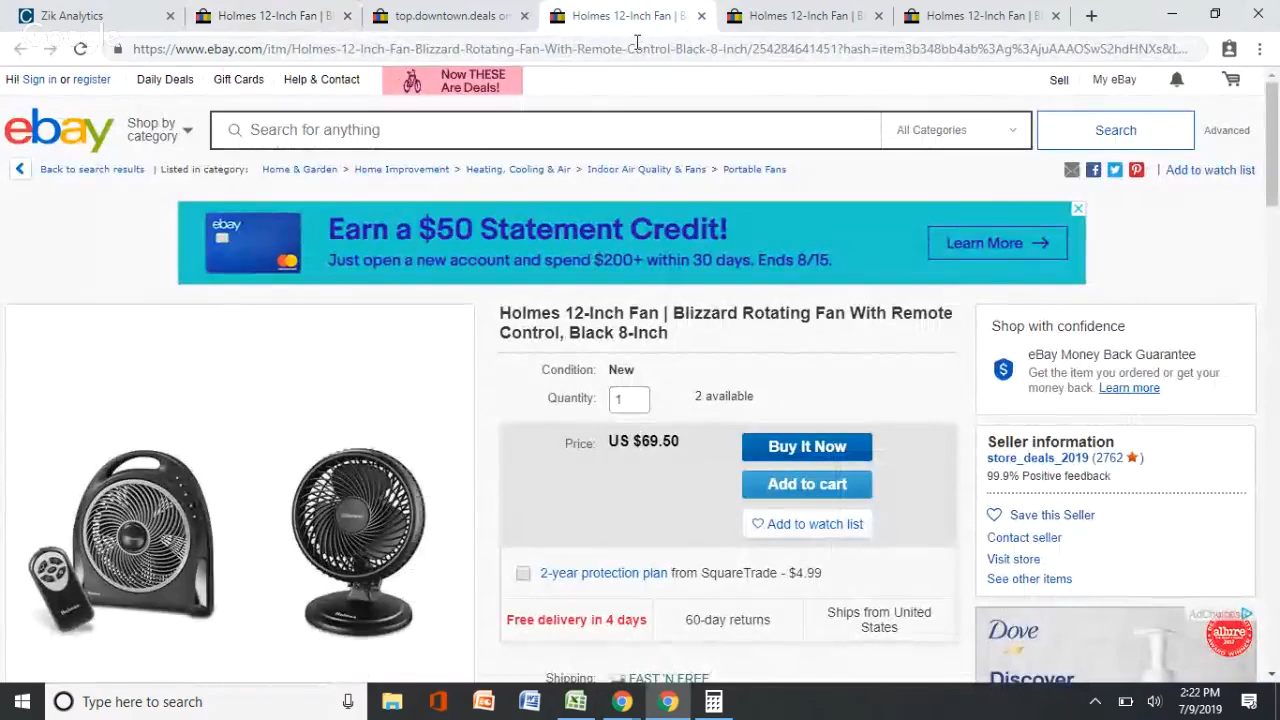 Zik Analytics
Holmes 12-Inch Fan | B
top.downtown.deals on
Holmes 12-Inch Fan | B
Holmes 12-Inch Fan | B
Holmes 12-Inch Fan | B
https://www.ebay.com/itm/Holmes-12-Inch-Fan-Blizzard-Rotating-Fan-With-Remote-Control-Black-8-Inch/254284641451?hash=item3b348bb4ab%3Ag%3AjuAAAOSwS2hdHNXs&L...
Hi! Sign in or register
Daily Deals
Gift Cards
Help & Contact
Now THESE
Are Deals!
Sell
My eBay
ebay
Shop by
category
Search for anything
All Categories
Search
Advanced
Back to search results
Listed in category:
Home & Garden > Home Improvement > Heating, Cooling & Air > Indoor Air Quality & Fans > Portable Fans
| Add to watch list
ebay
Earn a $50 Statement Credit!
Just open a new account and spend $200+ within 30 days. Ends 8/15.
Learn More
Holmes 12-Inch Fan | Blizzard Rotating Fan With Remote
Control, Black 8-Inch
Condition: New
Quantity: 1
2 available
Price: US $69.50
Buy It Now
Add to cart
Add to watch list
2-year protection plan from SquareTrade - $4.99
Free delivery in 4 days
60-day returns
Ships from United
States
Shipping: FAST 'N FREE
Shop with confidence
eBay Money Back Guarantee
Get the item you ordered or get your
money back. Learn more
Seller information
store_deals_2019 (2762 )
99.9% Positive feedback
Save this Seller
Contact seller
Visit store
See other items
AdChoices
Dove
allure
Discover
Type here to search
2:22 PM
7/9/2019